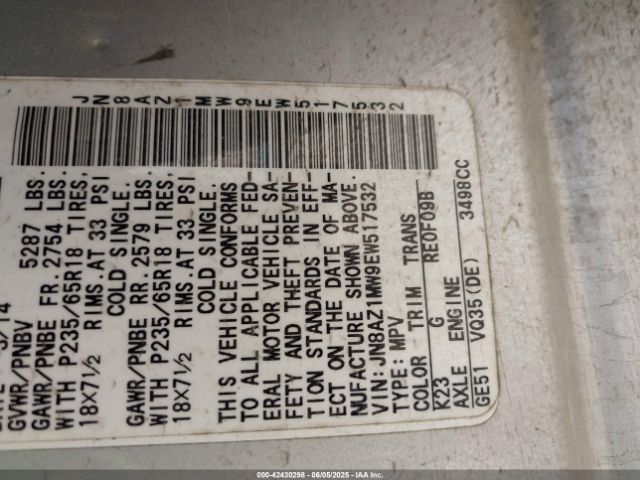 GVWR/PNBV 5287 LBS.
GAWR/PNBE FR. 2754 LBS.
WITH P235/65R18 TIRES,
18X7½ RIMS. AT 33 PSI
COLD SINGLE.
GAWR/PNBE RR. 2579 LBS.
WITH P235/65R18 TIRES,
18X7½ RIMS. AT 33 PSI
COLD SINGLE.
THIS VEHICLE CONFORMS
TO ALL APPLICABLE FED-
ERAL MOTOR VEHICLE SA-
FETY AND THEFT PREVEN-
TION STANDARDS IN EFF-
ECT ON THE DATE OF MA-
NUFACTURE SHOWN ABOVE.
VIN: JN8AZ1MW9EW517532
TYPE: MPV
COLOR TRIM TRANS
K23 G RE0F09B
AXLE ENGINE
GE51 VQ35(DE) 3498CC
JN8AZ1MW9EW517532
000-42430298 - 06/05/2025 - IAA Inc.